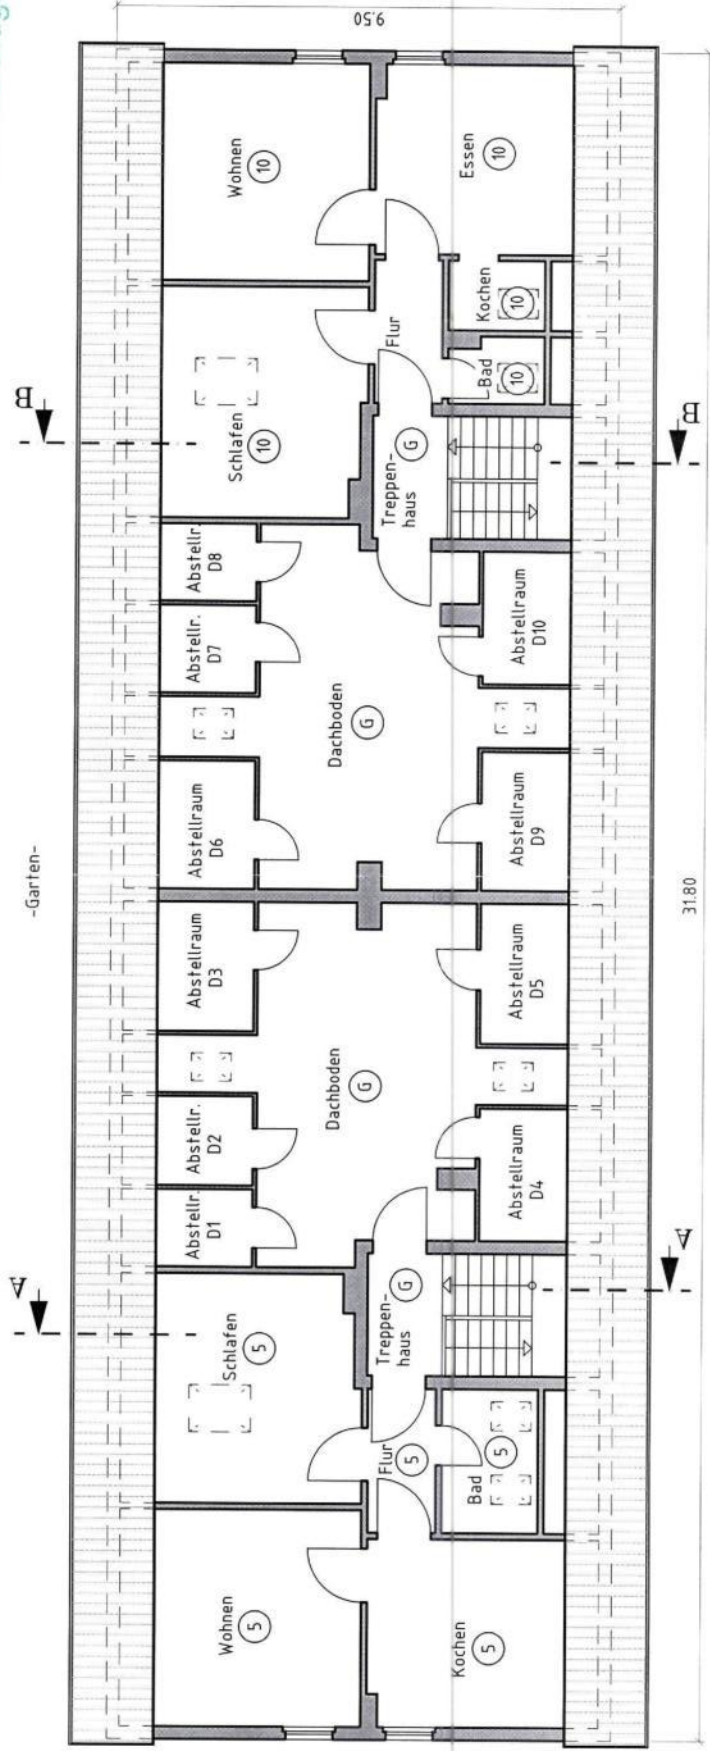 -Garten-
B
A
9.50
Wohnen
10
Essen
10
Schlafen
10
Flur
Kochen
10
Bad
10
Treppen-
haus
G
Abstellr.
D8
Abstellr.
D7
Abstellraum
D6
Dachboden
G
Abstellraum
D10
Abstellraum
D9
Abstellraum
D3
Abstellr.
D2
Abstellr.
D1
Dachboden
G
Abstellraum
D5
Abstellraum
D4
Schlafen
5
Treppen-
haus
G
Wohnen
5
Flur
5
Bad
5
Kochen
5
B
A
31.80